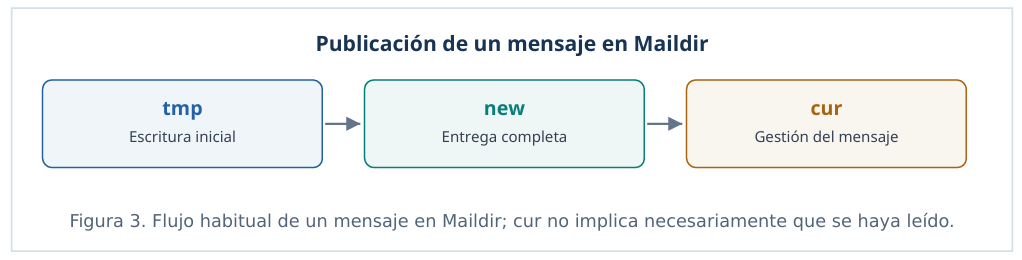 Publicación de un mensaje en Maildir
tmp
Escritura inicial
new
Entrega completa
cur
Gestión del mensaje
Figura 3. Flujo habitual de un mensaje en Maildir; cur no implica necesariamente que se haya leído.